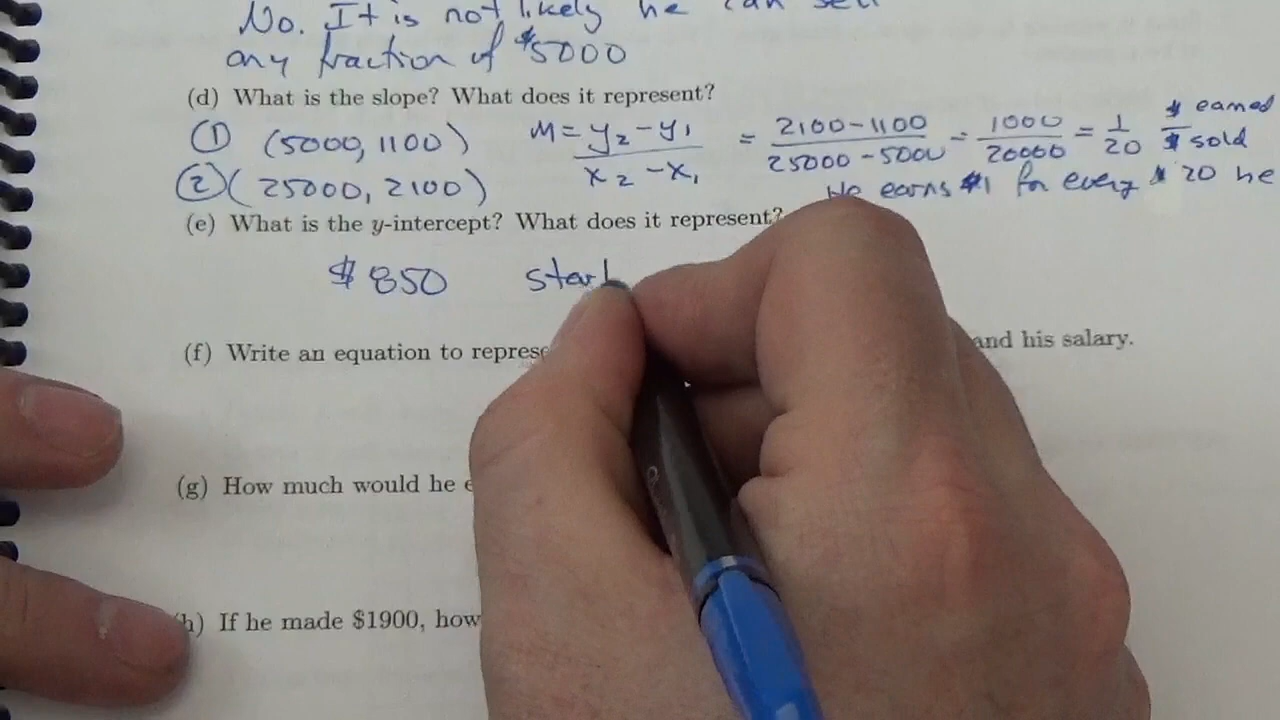 No. It is not likely he can sell
any fraction of $5000
(d) What is the slope? What does it represent?
① (5000, 1100) m = y₂ - y₁ / x₂ - x₁ = 2100 - 1100 / 25000 - 5000 = 1000 / 20000 = 1 / 20 $ earned / $ sold
② (25000, 2100) He earns $1 for every $20 he
(e) What is the y-intercept? What does it represent?
$850 start
(f) Write an equation to and his salary.
(g) How much would he
(h) If he made $1900, how